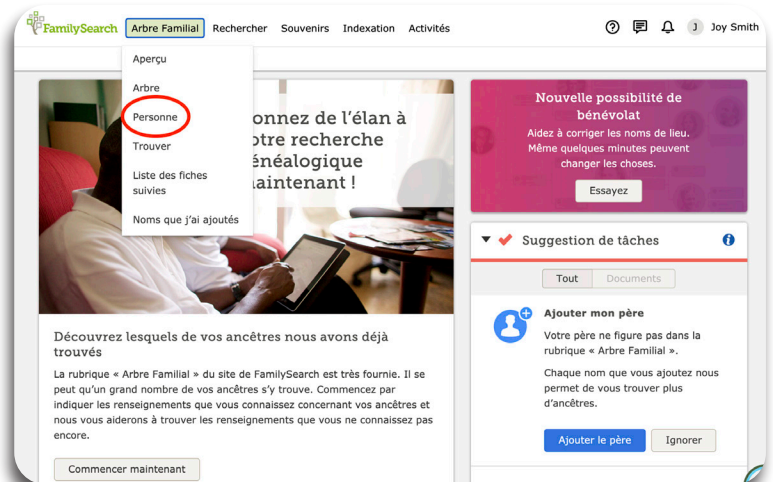 FamilySearch Arbre Familial Rechercher Souvenirs Indexation Activités J Joy Smith
Aperçu
Arbre
Personne
Trouver
Liste des fiches
suivies
Noms que j'ai ajoutés
onnez de l'élan à
otre recherche
énéalogique
aintenant !
Découvrez lesquels de vos ancêtres nous avons déjà
trouvés
La rubrique « Arbre Familial » du site de FamilySearch est très fournie. Il se
peut qu'un grand nombre de vos ancêtres s'y trouve. Commencez par
indiquer les renseignements que vous connaissez concernant vos ancêtres et
nous vous aiderons à trouver les renseignements que vous ne connaissez pas
encore.
Commencer maintenant
Nouvelle possibilité de
bénévolat
Aidez à corriger les noms de lieu.
Même quelques minutes peuvent
changer les choses.
Essayez
Suggestion de tâches
Tout Documents
Ajouter mon père
Votre père ne figure pas dans la
rubrique « Arbre Familial ».
Chaque nom que vous ajoutez nous
permet de vous trouver plus
d'ancêtres.
Ajouter le père Ignorer